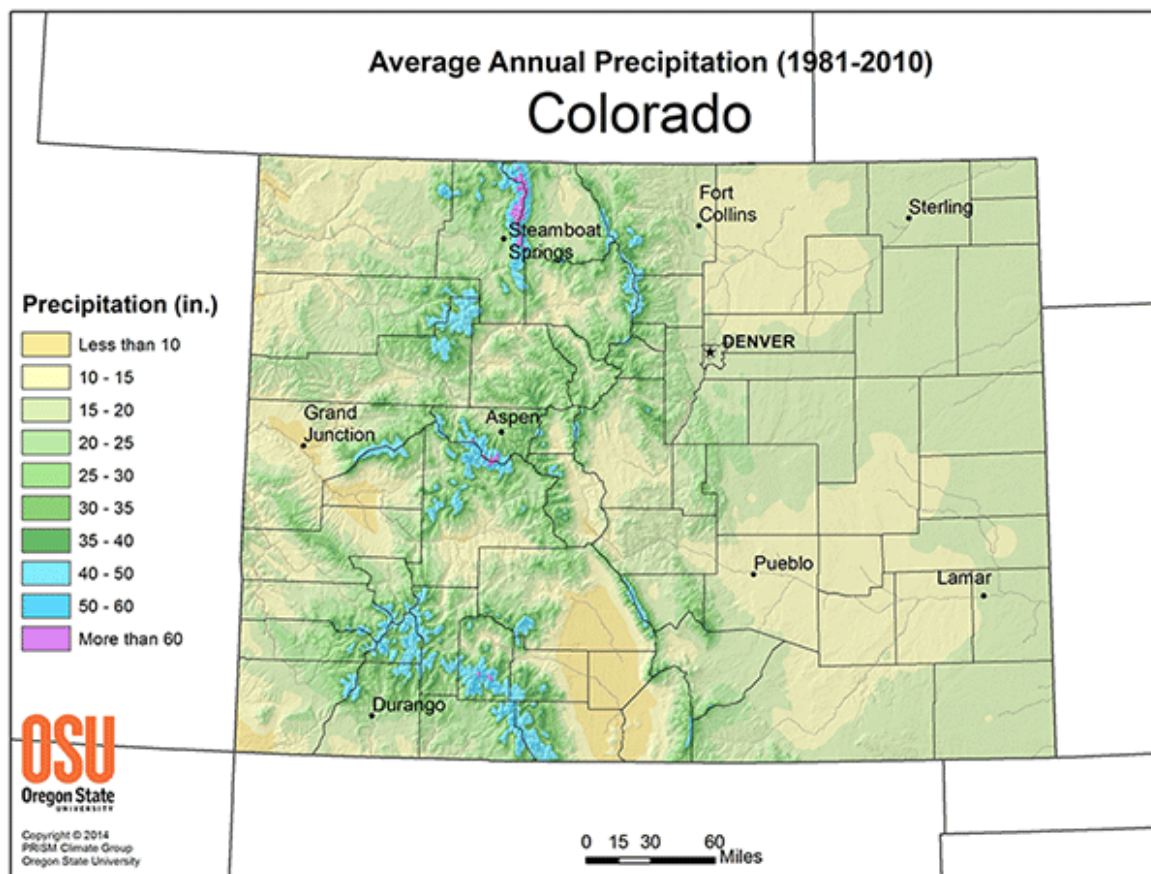 Average Annual Precipitation (1981-2010)
Colorado
Fort
Collins
Sterling
Steamboat
Springs
Precipitation (in.)
Less than 10
10 - 15
15 - 20
20 - 25
25 - 30
30 - 35
35 - 40
40 - 50
50 - 60
More than 60
DENVER
Grand
Junction
Aspen
Pueblo
Lamar
Durango
OSU
Oregon State
UNIVERSITY
Copyright © 2014
PRISM Climate Group
Oregon State University
0 15 30 60
Miles